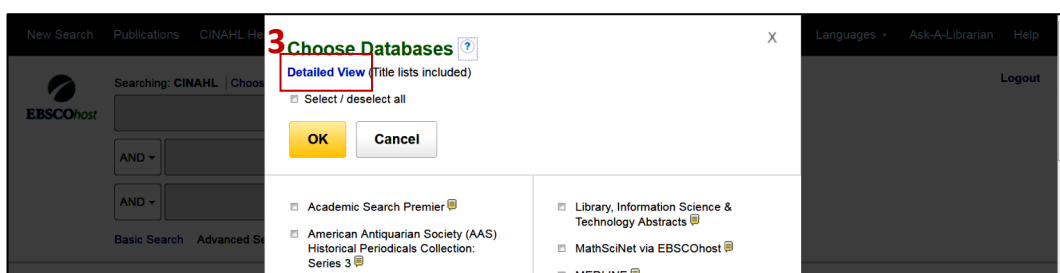 New Search Publications CINAHL He
3
Choose Databases ?
X
Languages Ask-A-Librarian Help
Detailed View (Title lists included)
Searching: CINAHL Choos
Logout
EBSCOhost
Select / deselect all
OK Cancel
AND
AND
Basic Search Advanced Se
Academic Search Premier
American Antiquarian Society (AAS)
Historical Periodicals Collection:
Series 3
Library, Information Science &
Technology Abstracts
MathSciNet via EBSCOhost